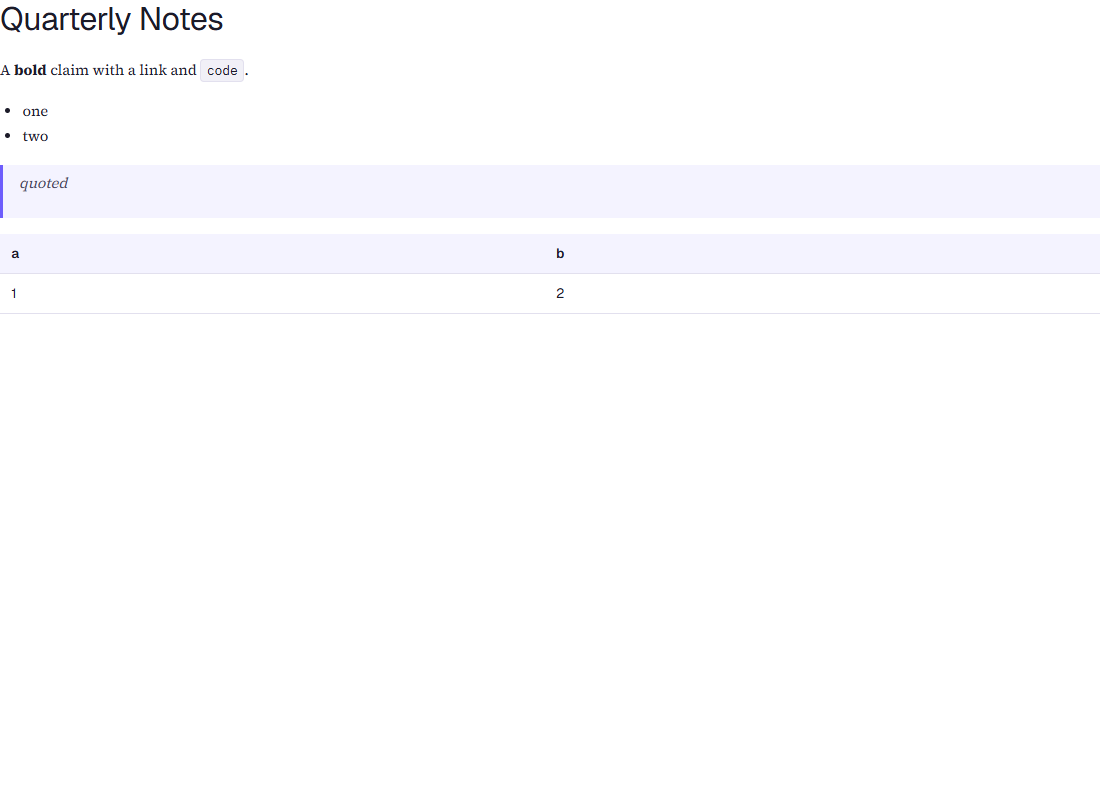 Quarterly Notes
A bold claim with a link and code.
one
two
quoted
a b
1 2